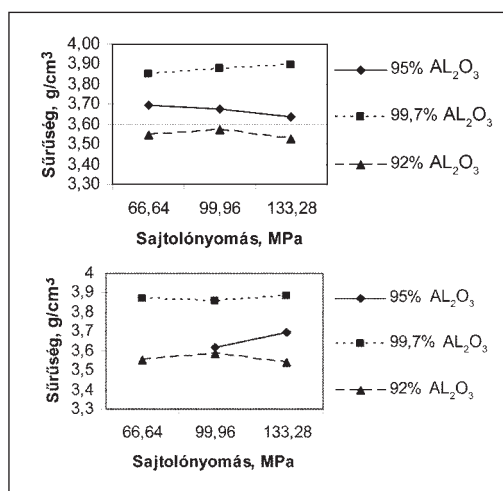 4,00
3,90
3,80
3,70
3,60
3,50
3,40
3,30
Sűrűség, g/cm³
66,64 99,96 133,28
Sajtolónyomás, MPa
95% AL₂O₃
99,7% AL₂O₃
92% AL₂O₃
4
3,9
3,8
3,7
3,6
3,5
3,4
3,3
Sűrűség, g/cm³
66,64 99,96 133,28
Sajtolónyomás, MPa
95% AL₂O₃
99,7% AL₂O₃
92% AL₂O₃